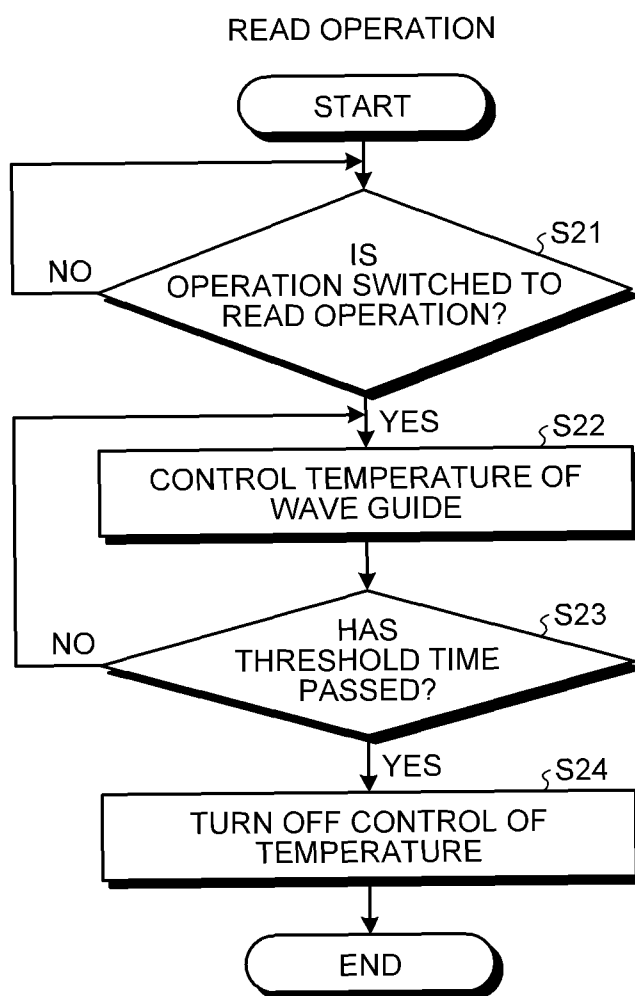 READ OPERATION
START
S21
IS
OPERATION SWITCHED TO
READ OPERATION?
NO
YES
S22
CONTROL TEMPERATURE OF
WAVE GUIDE
S23
HAS
THRESHOLD TIME
PASSED?
NO
YES
S24
TURN OFF CONTROL OF
TEMPERATURE
END